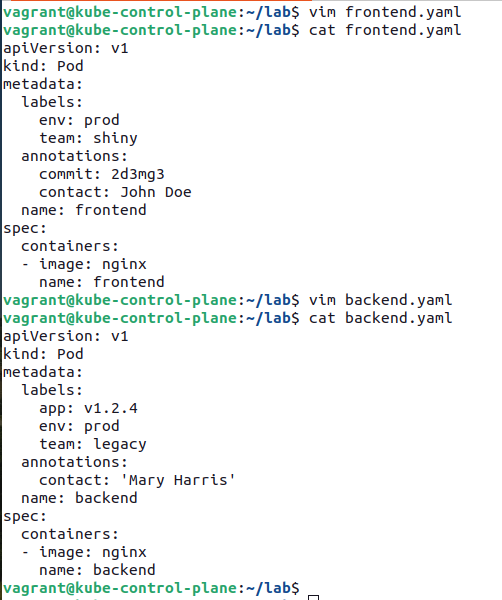 vagrant@kube-control-plane:~/lab$ vim frontend.yaml
vagrant@kube-control-plane:~/lab$ cat frontend.yaml
apiVersion: v1
kind: Pod
metadata:
  labels:
    env: prod
    team: shiny
  annotations:
    commit: 2d3mg3
    contact: John Doe
  name: frontend
spec:
  containers:
  - image: nginx
    name: frontend
vagrant@kube-control-plane:~/lab$ vim backend.yaml
vagrant@kube-control-plane:~/lab$ cat backend.yaml
apiVersion: v1
kind: Pod
metadata:
  labels:
    app: v1.2.4
    env: prod
    team: legacy
  annotations:
    contact: 'Mary Harris'
  name: backend
spec:
  containers:
  - image: nginx
    name: backend
vagrant@kube-control-plane:~/lab$